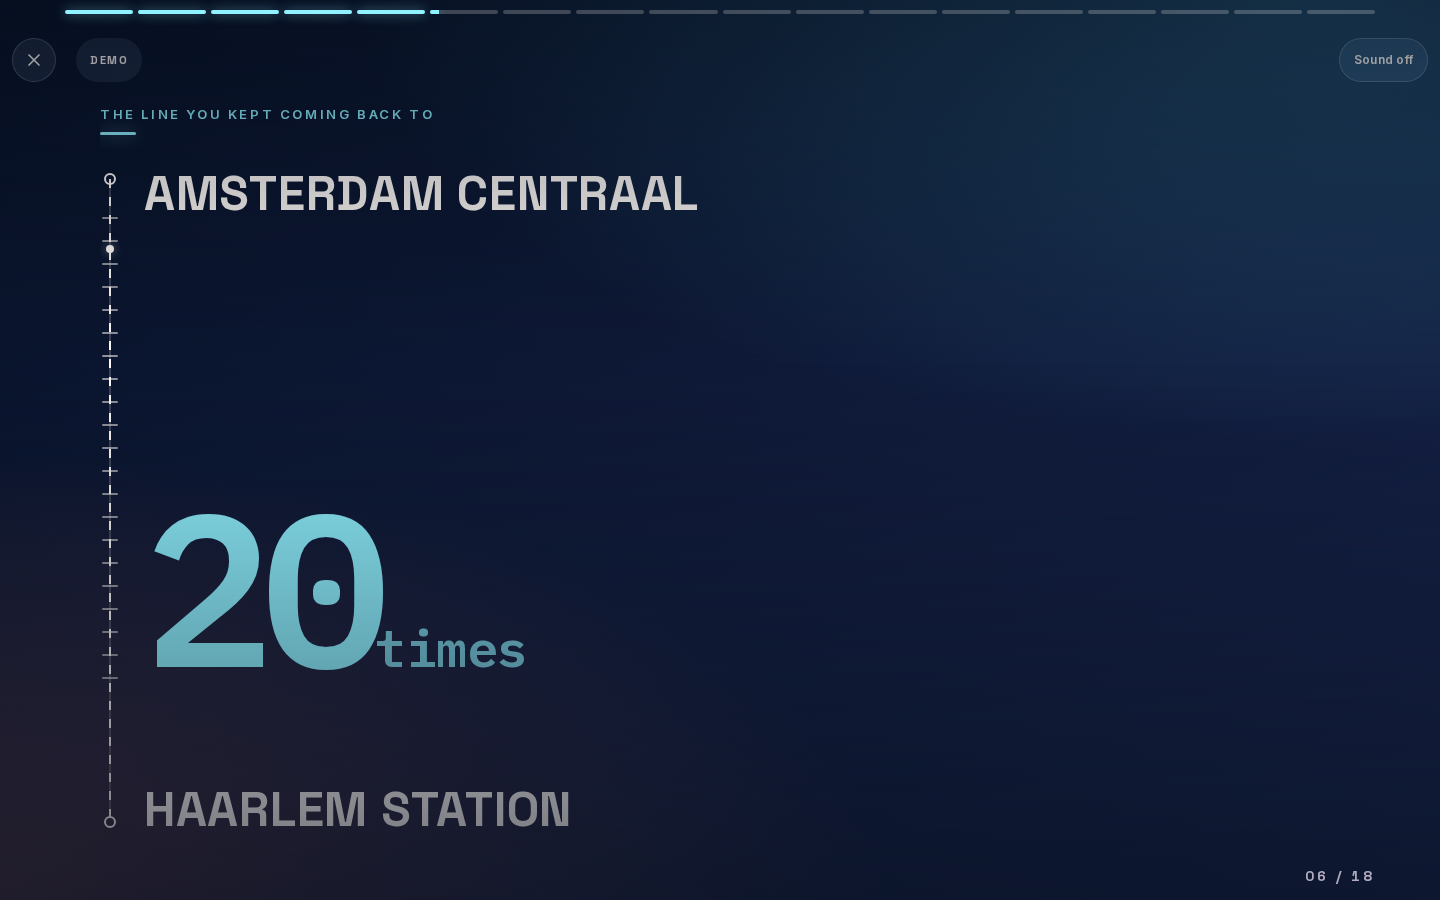 DEMO
Sound off
THE LINE YOU KEPT COMING BACK TO
AMSTERDAM CENTRAAL
20 times
HAARLEM STATION
06 / 18